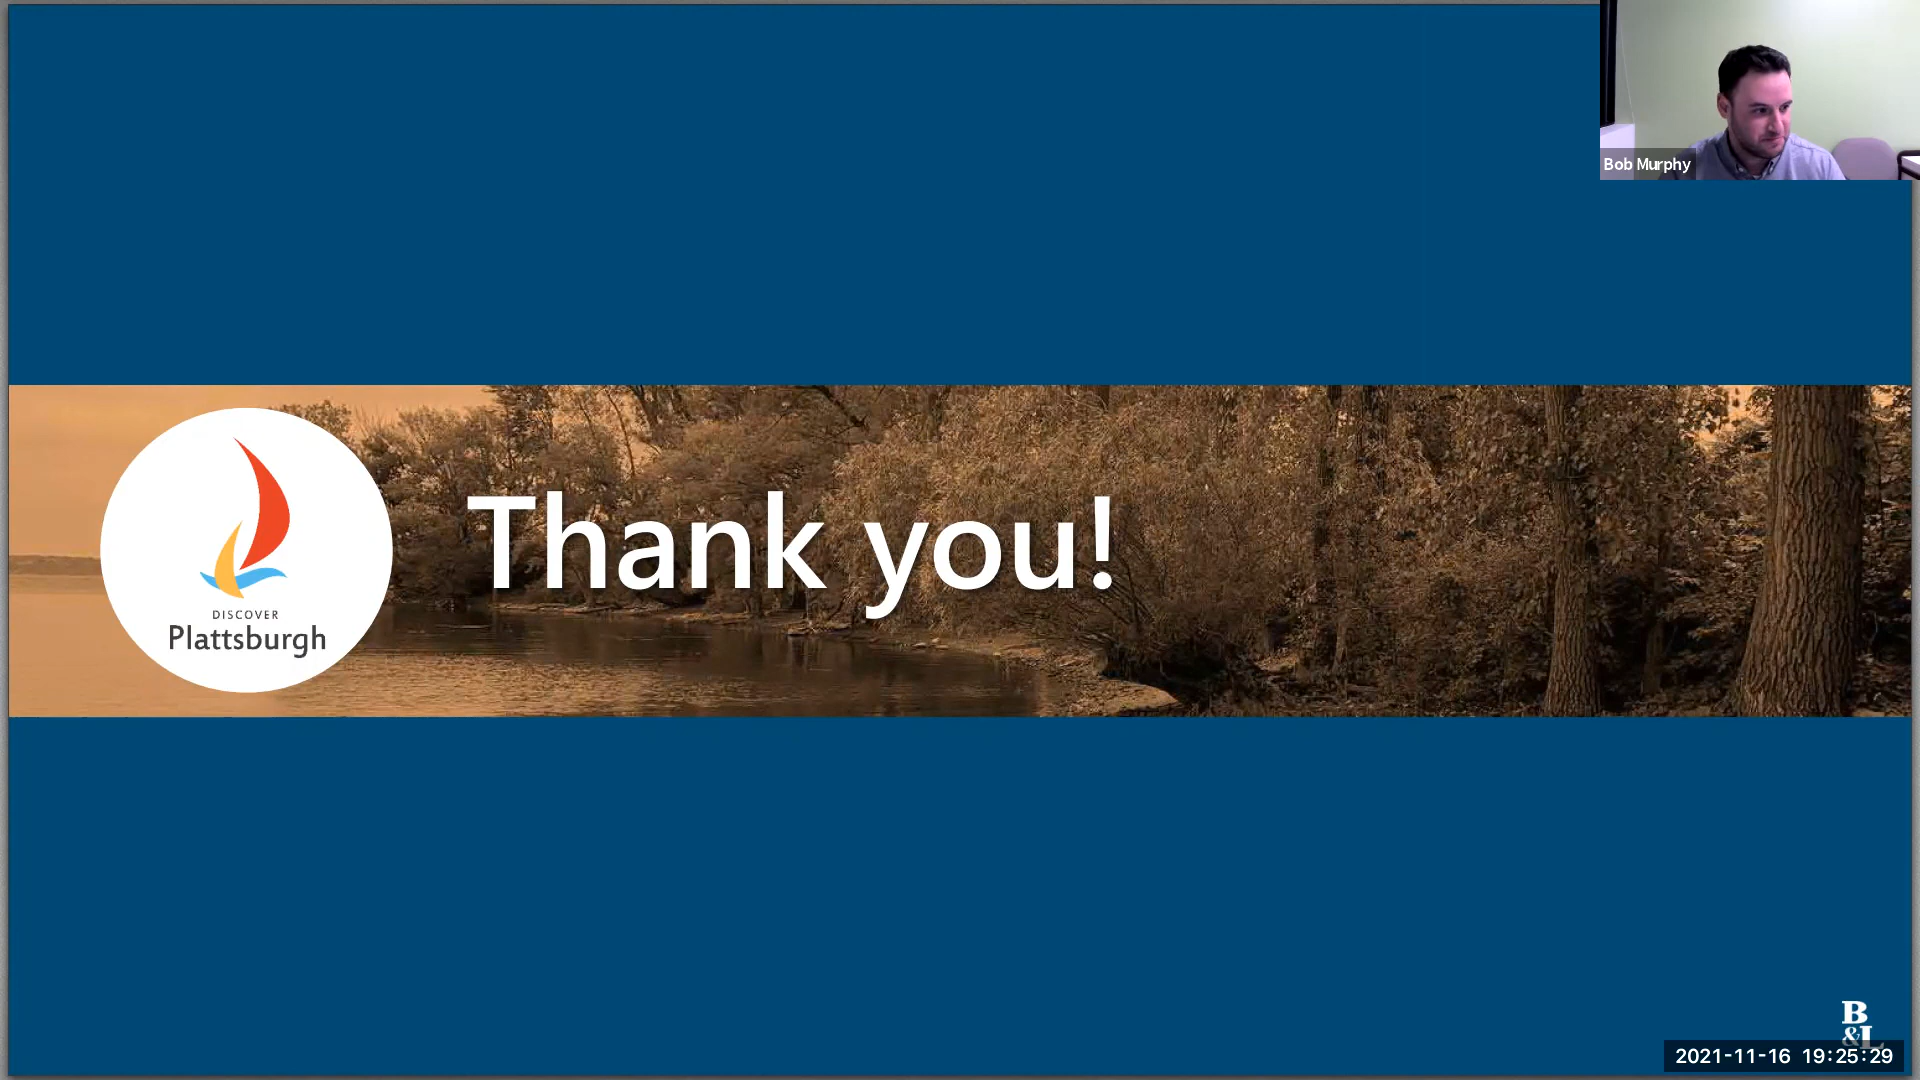 Bob Murphy
Thank you!
DISCOVER
Plattsburgh
B
&L
2021-11-16 19:25:29